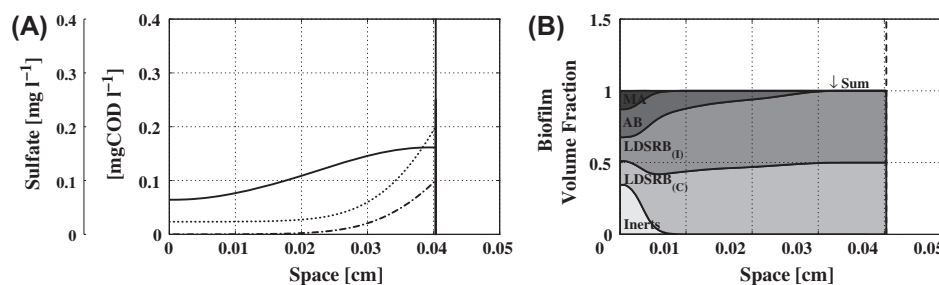 (A)
Sulfate [mg l⁻¹]
0.4
0.3
0.2
0.1
0
[mgCOD l⁻¹]
0.4
0.3
0.2
0.1
0
0
0.01
0.02
0.03
0.04
0.05
Space [cm]
(B)
Biofilm
Volume Fraction
1.5
1
0.5
0
↓ Sum
MA
AB
LDSRB(I)
LDSRB(C)
Inerts
0
0.01
0.02
0.03
0.04
0.05
Space [cm]